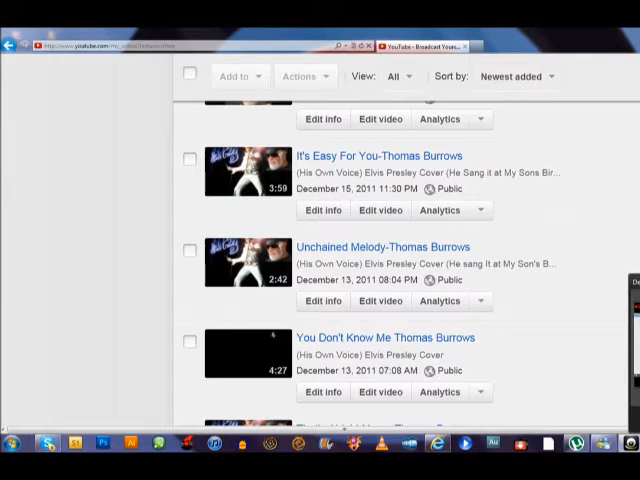 YouTube - Broadcast Yours...
Add to
Actions
View: All
Sort by: Newest added
Edit info
Edit video
Analytics
It's Easy For You-Thomas Burrows
(His Own Voice) Elvis Presley Cover (He Sang it at My Sons Bir...
December 15, 2011 11:30 PM Public
3:59
Edit info
Edit video
Analytics
Unchained Melody-Thomas Burrows
(His Own Voice) Elvis Presley Cover (He sang It at My Son's B...
December 13, 2011 08:04 PM Public
2:42
Edit info
Edit video
Analytics
You Don't Know Me Thomas Burrows
(His Own Voice) Elvis Presley Cover
December 13, 2011 07:08 AM Public
4:27
Edit info
Edit video
Analytics